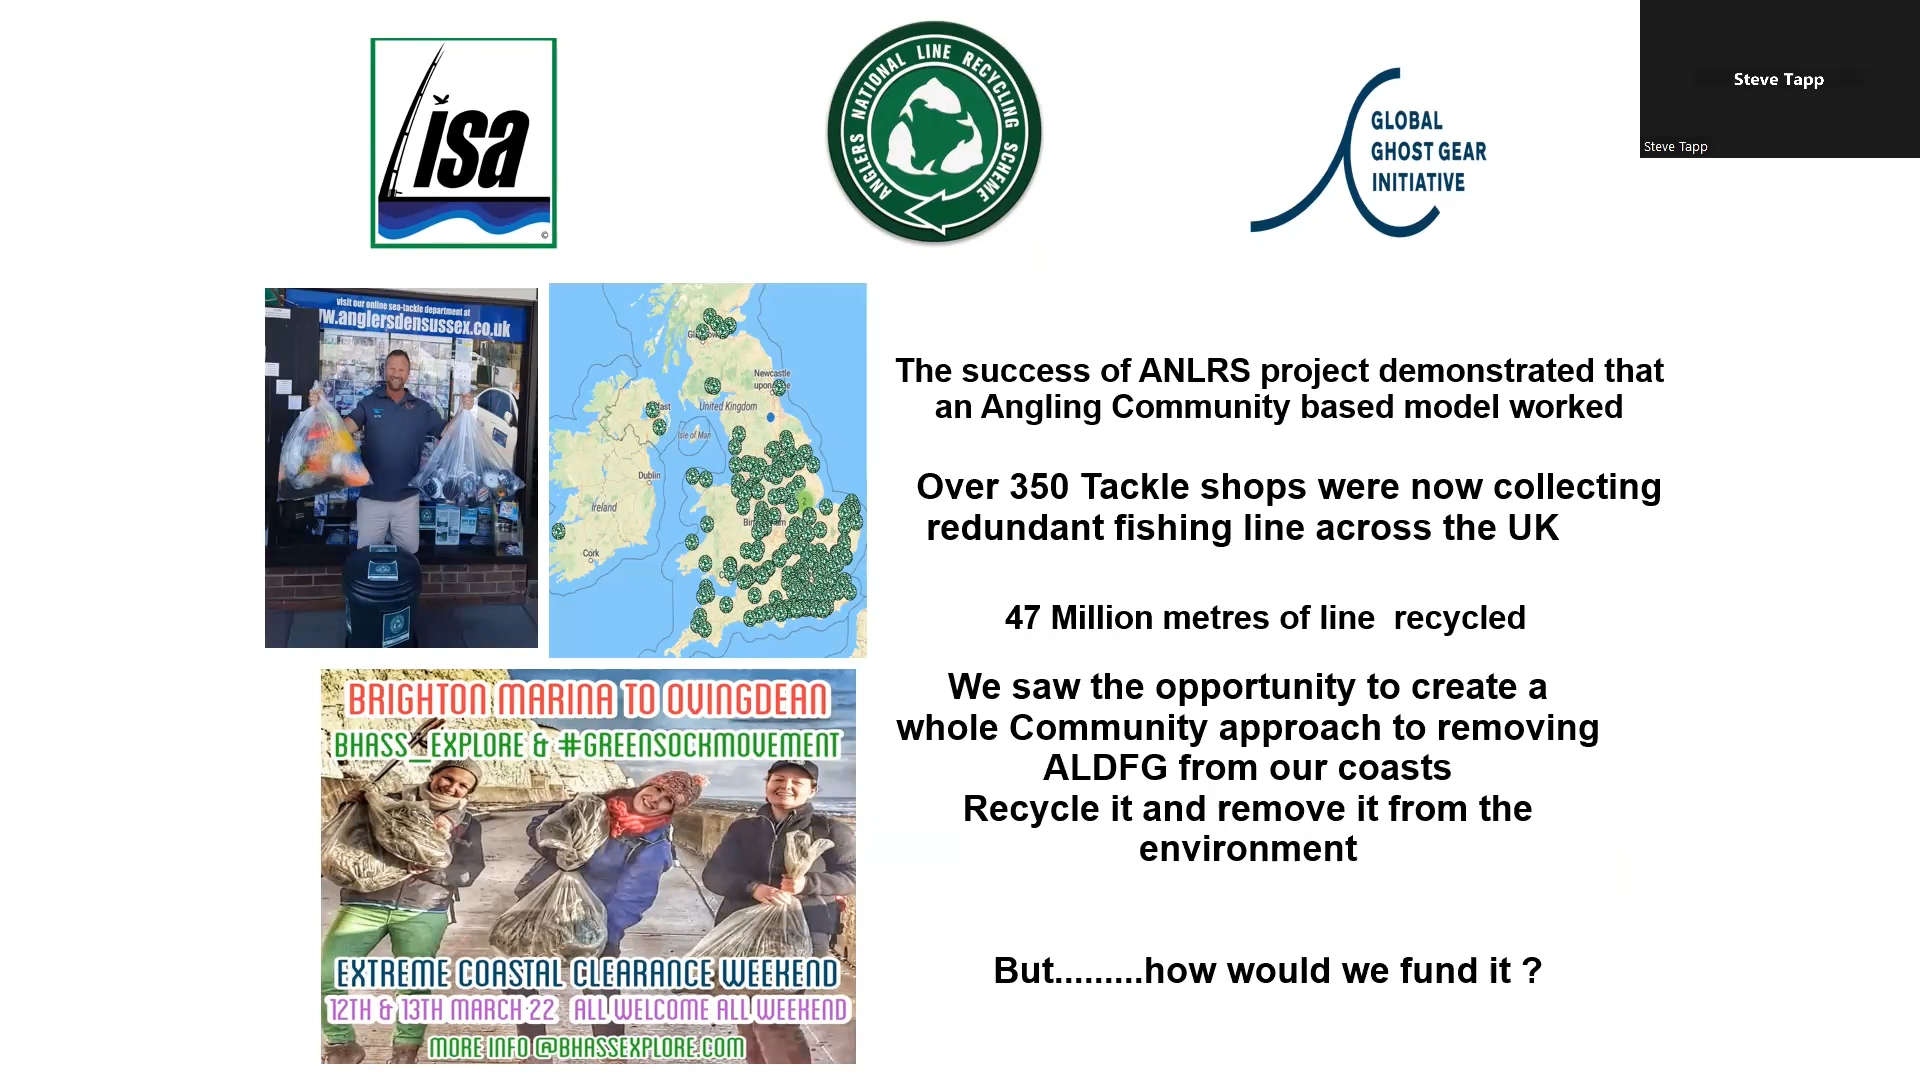 isa
©
ANGLERS NATIONAL LINE RECYCLING SCHEME
GLOBAL
GHOST GEAR
INITIATIVE
Steve Tapp
Steve Tapp
visit our online sea-tackle department at
w.anglersdensussex.co.uk
Newcastle
United Kingdom
Isle of Man
Dublin
Ireland
Cork
2
The success of ANLRS project demonstrated that
an Angling Community based model worked
Over 350 Tackle shops were now collecting
redundant fishing line across the UK
47 Million metres of line recycled
We saw the opportunity to create a
whole Community approach to removing
ALDFG from our coasts
Recycle it and remove it from the
environment
But.........how would we fund it ?
BRIGHTON MARINA TO OVINGDEAN
BHASS_EXPLORE & #GREENSOCKMOVEMENT
EXTREME COASTAL CLEARANCE WEEKEND
12TH & 13TH MARCH 22 ALL WELCOME ALL WEEKEND
MORE INFO @BHASSEXPLORE.COM